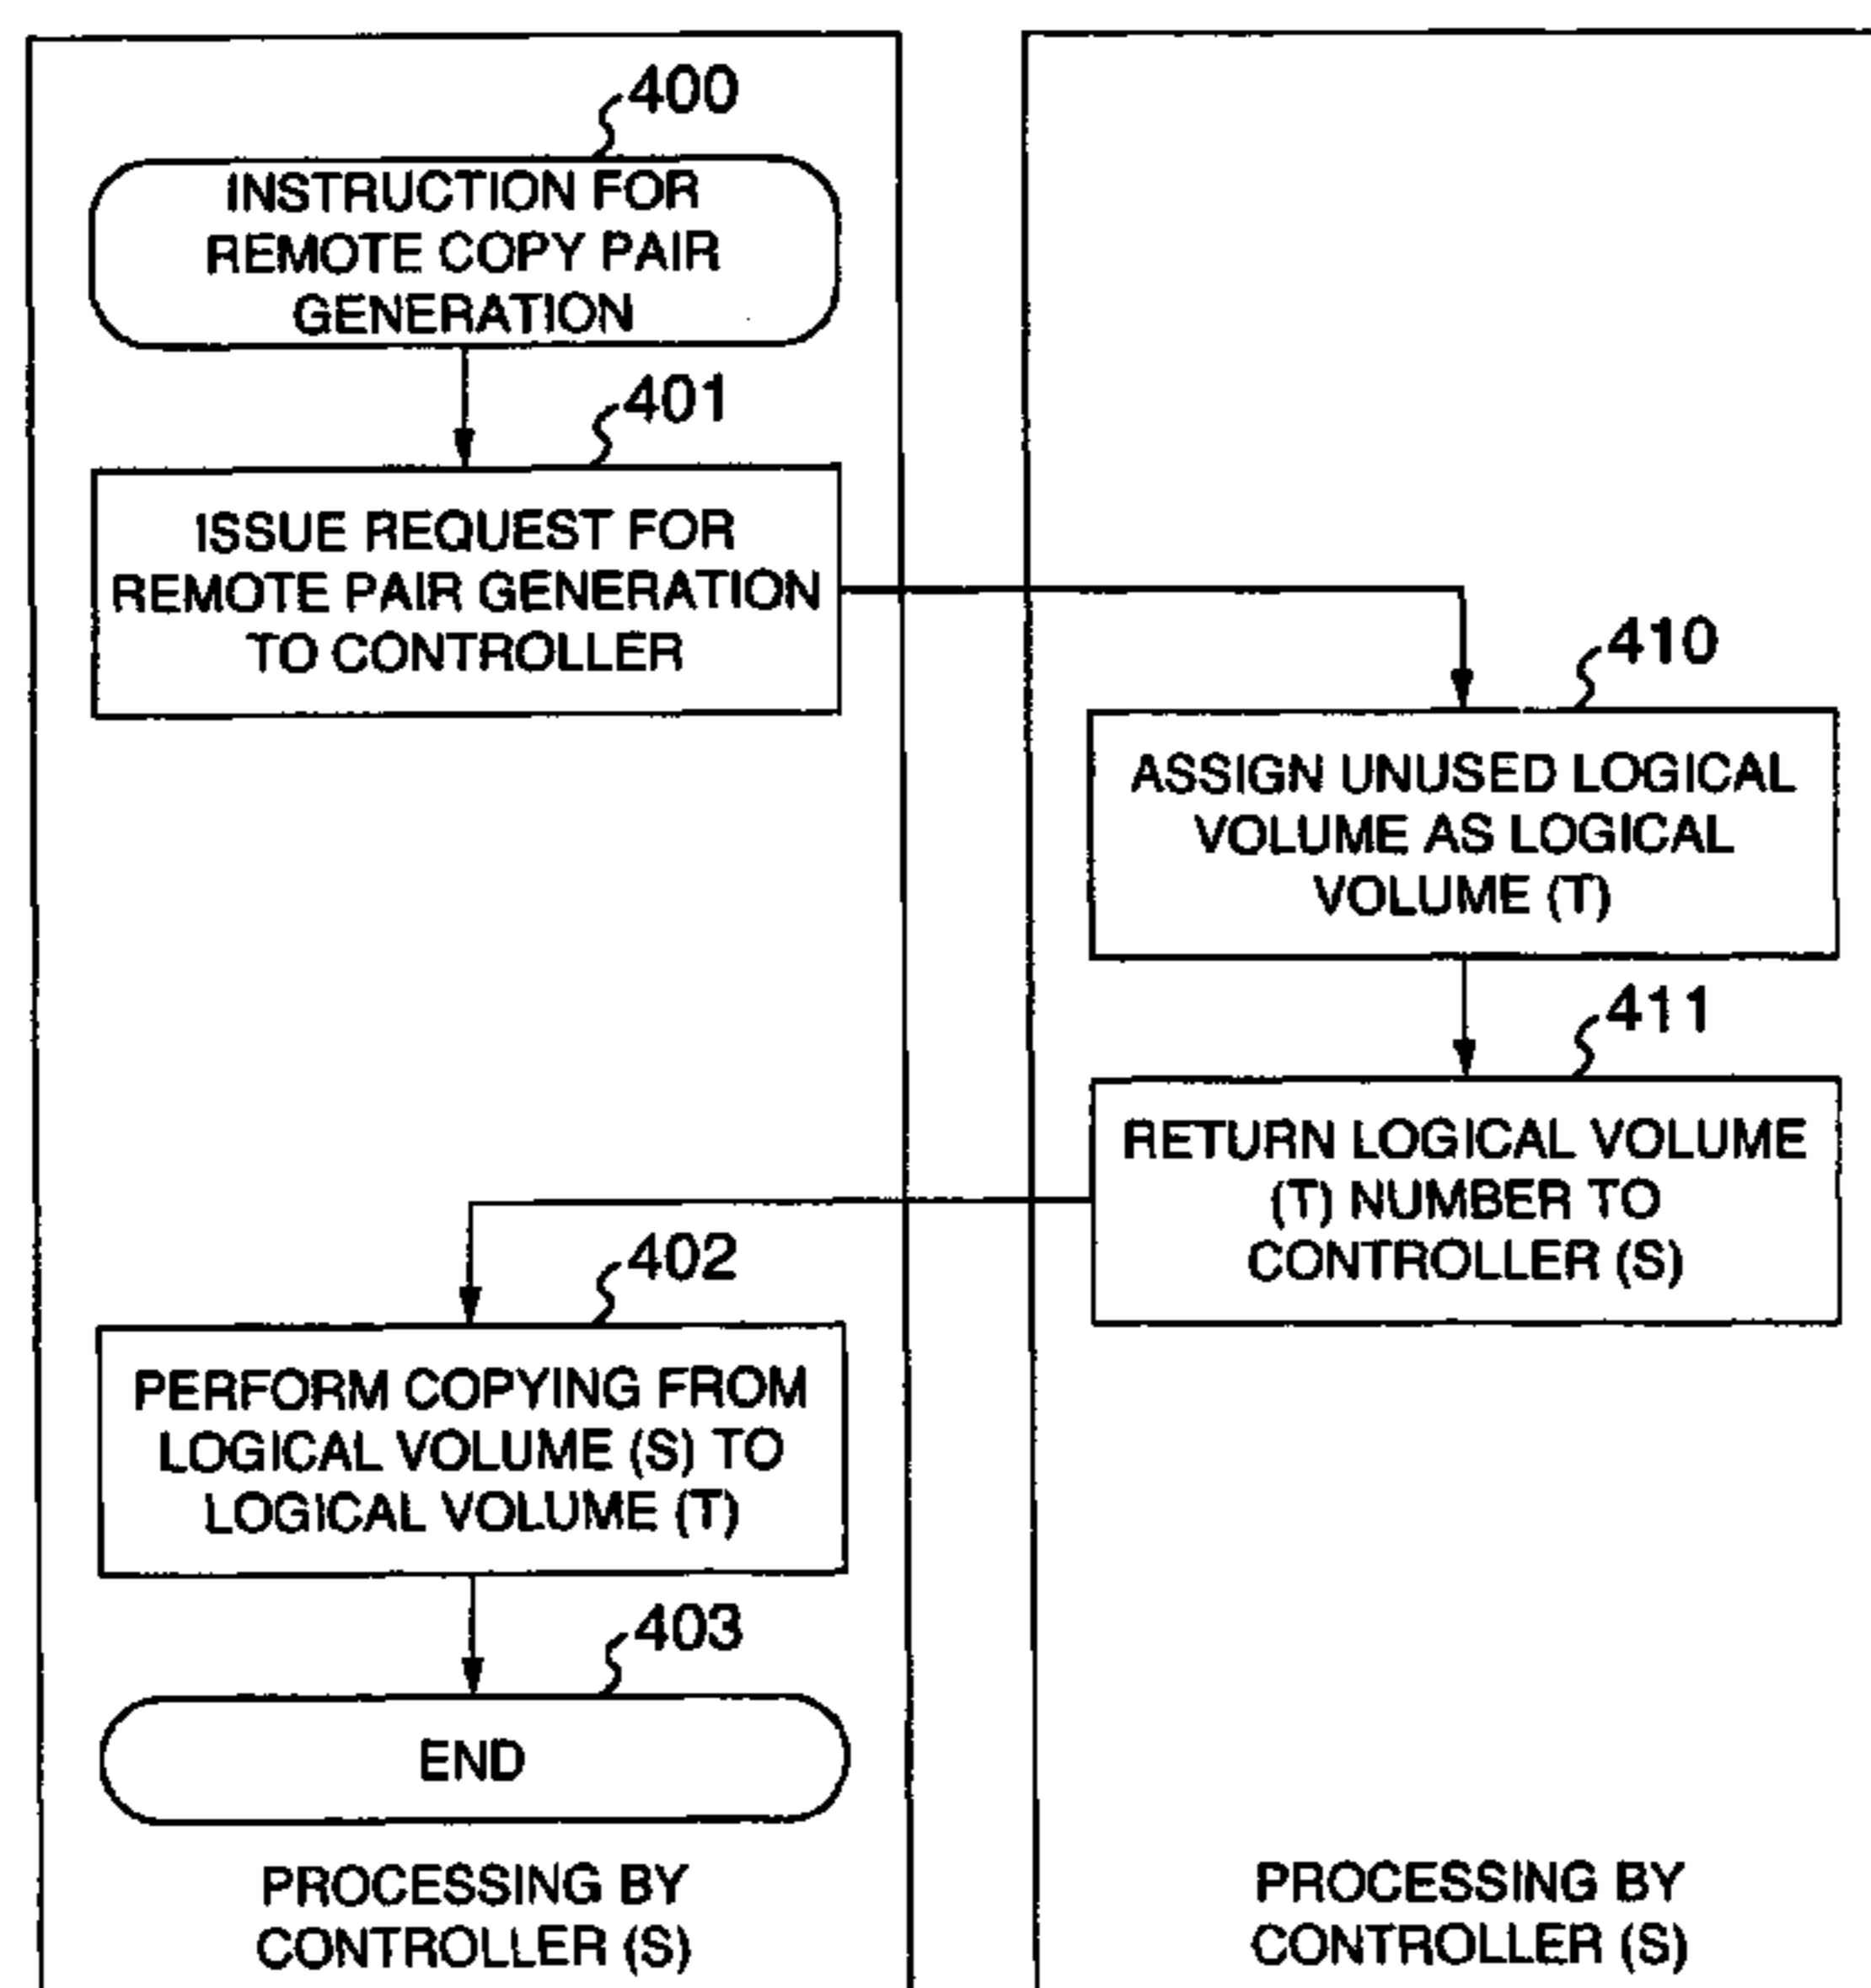 400
INSTRUCTION FOR
REMOTE COPY PAIR
GENERATION
401
ISSUE REQUEST FOR
REMOTE PAIR GENERATION
TO CONTROLLER
410
ASSIGN UNUSED LOGICAL
VOLUME AS LOGICAL
VOLUME (T)
411
RETURN LOGICAL VOLUME
(T) NUMBER TO
CONTROLLER (S)
402
PERFORM COPYING FROM
LOGICAL VOLUME (S) TO
LOGICAL VOLUME (T)
403
END
PROCESSING BY
CONTROLLER (S)
PROCESSING BY
CONTROLLER (S)